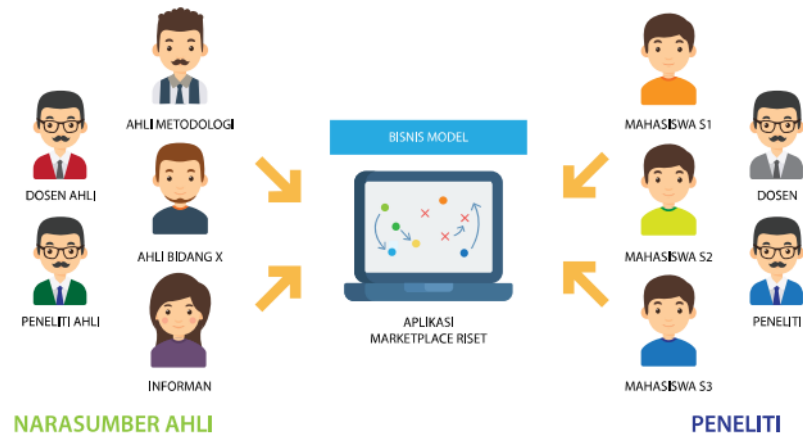 AHLI METODOLOGI
DOSEN AHLI
AHLI BIDANG X
PENELITI AHLI
INFORMAN
NARASUMBER AHLI
BISNIS MODEL
APLIKASI
MARKETPLACE RISET
MAHASISWA S1
DOSEN
MAHASISWA S2
PENELITI
MAHASISWA S3
PENELITI